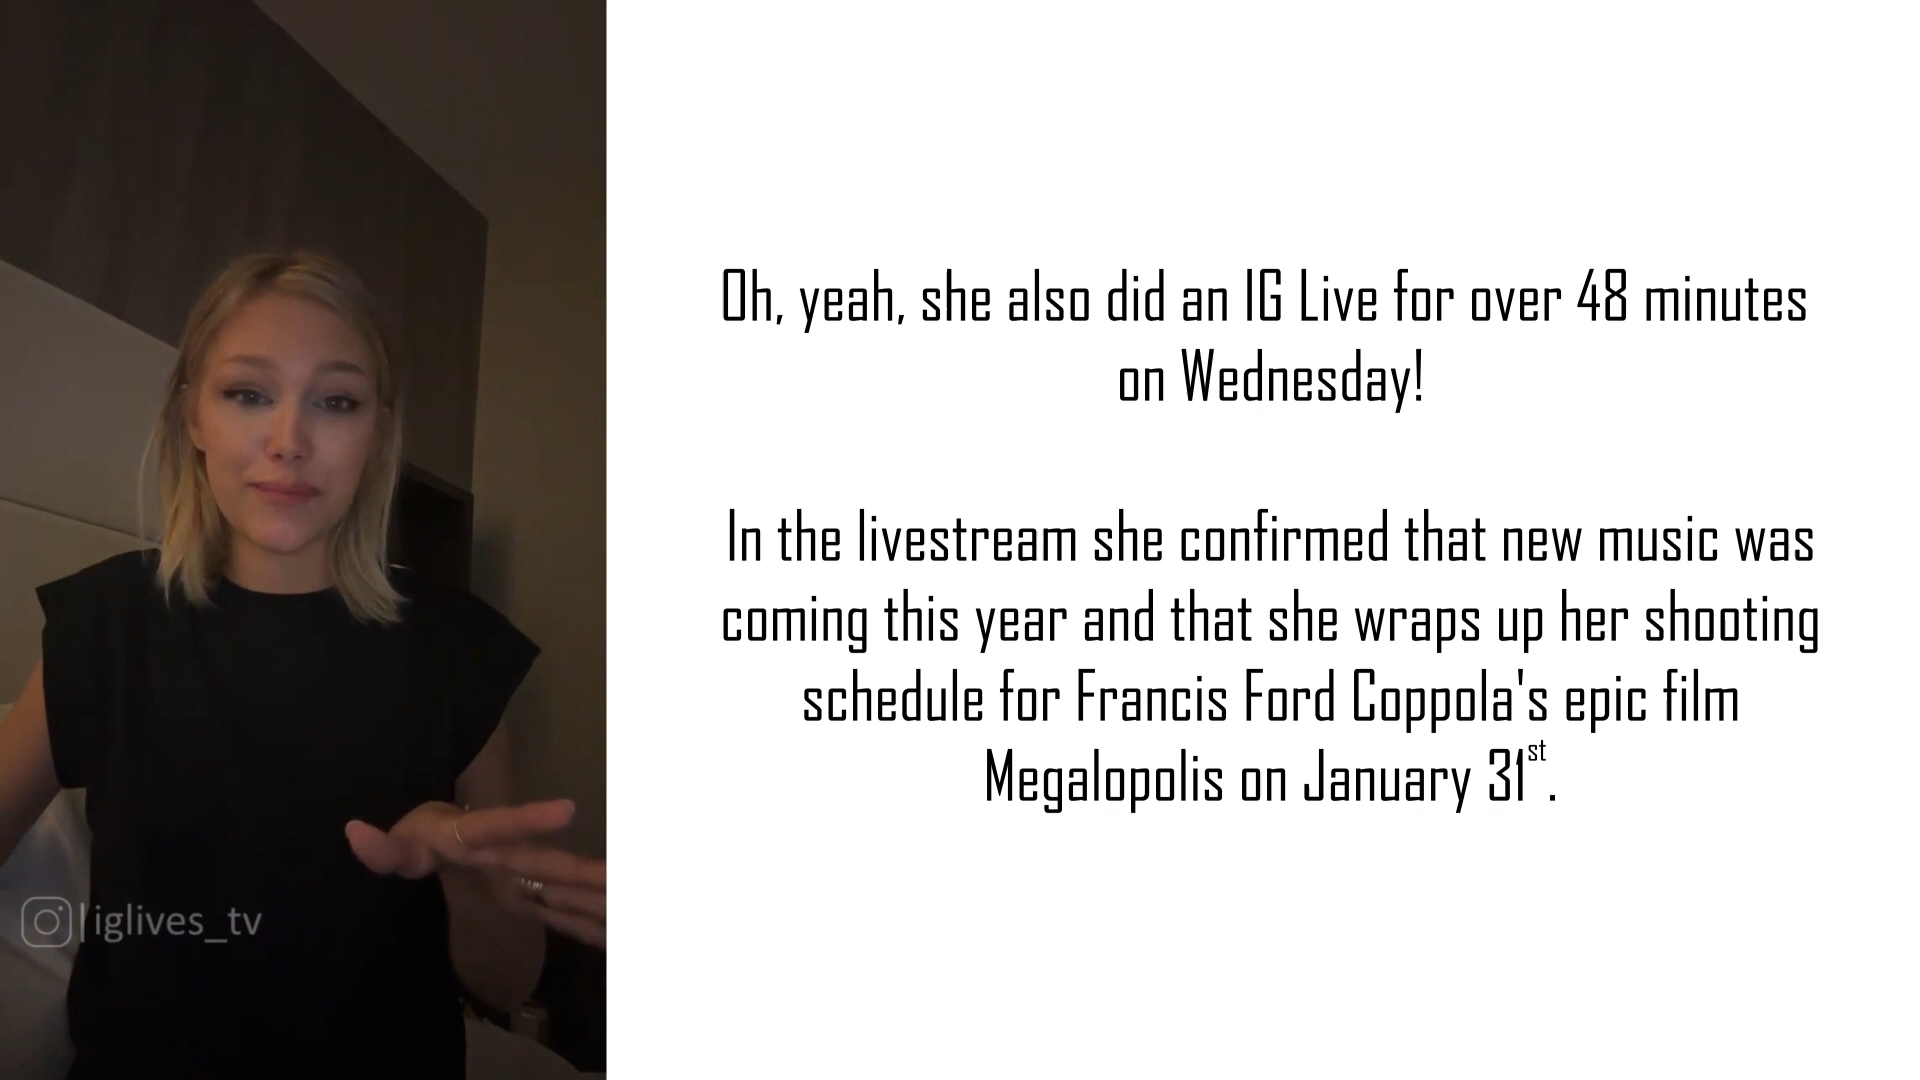 Oh, yeah, she also did an IG Live for over 48 minutes
on Wednesday!
In the livestream she confirmed that new music was
coming this year and that she wraps up her shooting
schedule for Francis Ford Coppola's epic film
Megalopolis on January 31st.
|iglives_tv